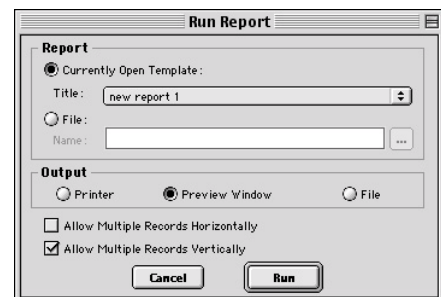 Run Report
Report
Currently Open Template:
Title: new report 1
File:
Name: ...
Output
Printer Preview Window File
Allow Multiple Records Horizontally
Allow Multiple Records Vertically
Cancel Run